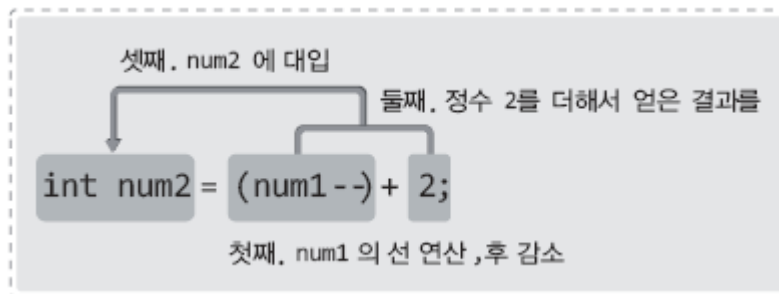 셋째. num2 에 대입
둘째. 정수 2를 더해서 얻은 결과를
int num2 = (num1--) + 2;
첫째. num1 의 선 연산 ,후 감소